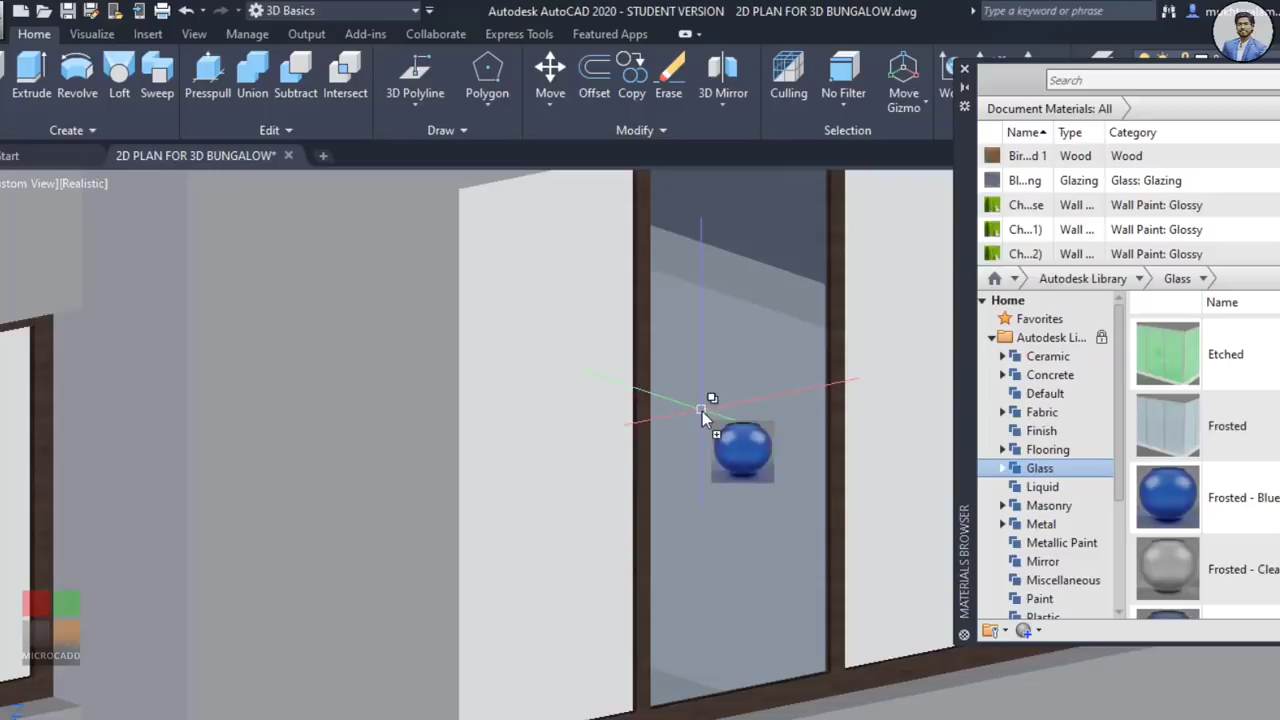 3D Basics
Autodesk AutoCAD 2020 - STUDENT VERSION 2D PLAN FOR 3D BUNGALOW.dwg
Type a keyword or phrase
Home Visualize Insert View Manage Output Add-ins Collaborate Express Tools Featured Apps
Extrude Revolve Loft Sweep Presspull Union Subtract Intersect 3D Polyline Polygon Move Offset Copy Erase 3D Mirror Culling No Filter Move Gizmo
Create Edit Draw Modify Selection
Start 2D PLAN FOR 3D BUNGALOW*
ustom View][Realistic]
Search
Document Materials: All
Name Type Category
Bir...d 1 Wood Wood
Bl...ng Glazing Glass: Glazing
Ch...se Wall ... Wall Paint: Glossy
Ch...1) Wall ... Wall Paint: Glossy
Ch...2) Wall ... Wall Paint: Glossy
Autodesk Library Glass
Home
Favorites
Autodesk Li...
Ceramic
Concrete
Default
Fabric
Finish
Flooring
Glass
Liquid
Masonry
Metal
Metallic Paint
Mirror
Miscellaneous
Paint
Plastic
Name
Etched
Frosted
Frosted - Blue
Frosted - Clea
MATERIALS BROWSER
MICROCADD
Z